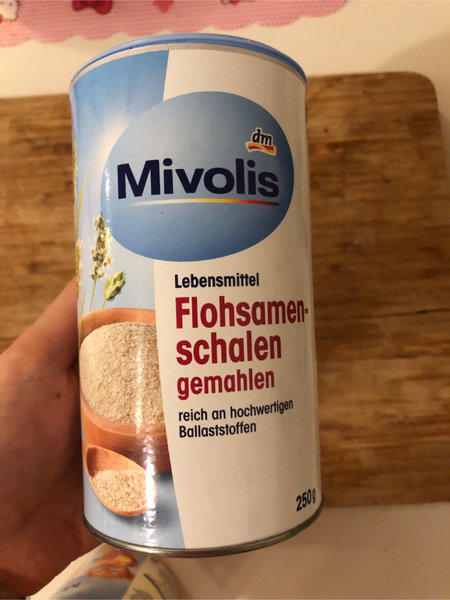 dm
Mivolis
Lebensmittel
Flohsamen-
schalen
gemahlen
reich an hochwertigen
Ballaststoffen
250g